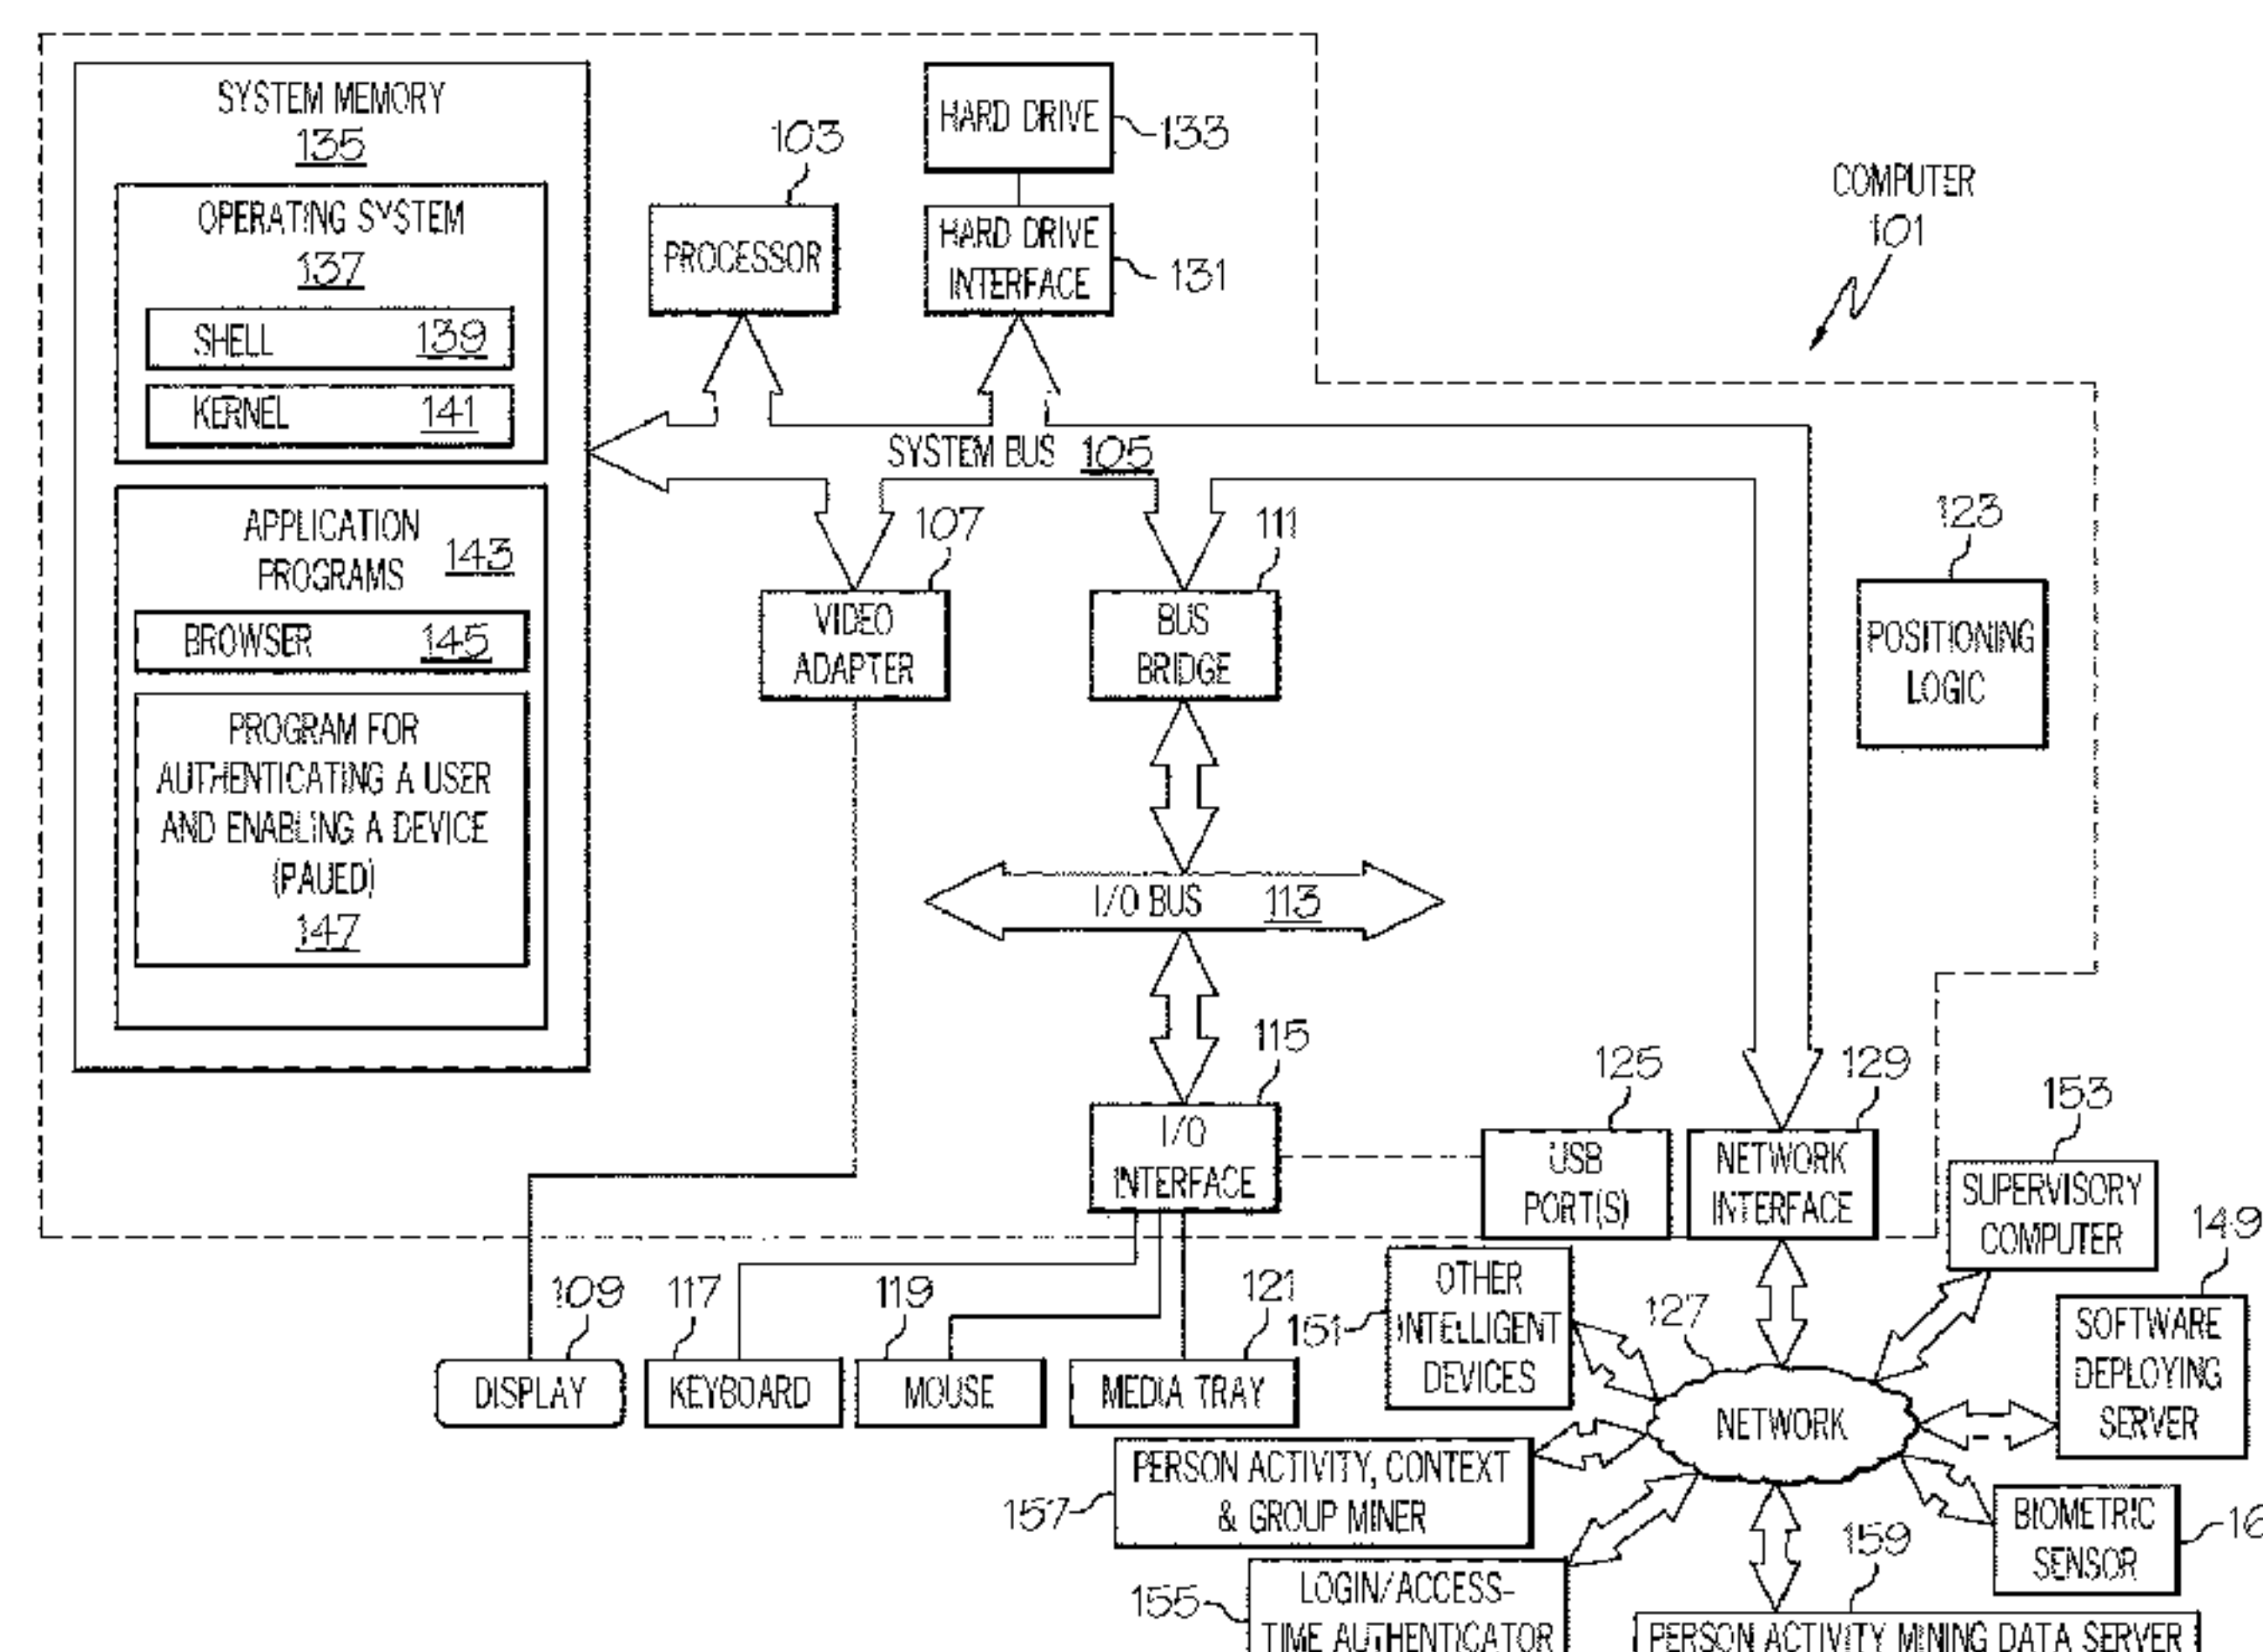 SYSTEM MEMORY
135
OPERATING SYSTEM
137
SHELL 139
KERNEL 141
APPLICATION
PROGRAMS 143
BROWSER 145
PROGRAM FOR
AUTHENTICATING A USER
AND ENABLING A DEVICE
(PAUED)
147
103
PROCESSOR
HARD DRIVE
133
HARD DRIVE
INTERFACE
131
COMPUTER
101
SYSTEM BUS 105
107
VIDEO
ADAPTER
111
BUS
BRIDGE
123
POSITIONING
LOGIC
I/O BUS 113
115
I/O
INTERFACE
125
USB
PORT(S)
129
NETWORK
INTERFACE
153
SUPERVISORY
COMPUTER
149
SOFTWARE
DEPLOYING
SERVER
109
DISPLAY
117
KEYBOARD
119
MOUSE
121
MEDIA TRAY
151
OTHER
INTELLIGENT
DEVICES
127
NETWORK
157
PERSON ACTIVITY, CONTEXT
& GROUP MINER
BIOMETRIC
SENSOR
155
LOGIN/ACCESS-
TIME AUTHENTICATOR
159
PERSON ACTIVITY MINING DATA SERVER